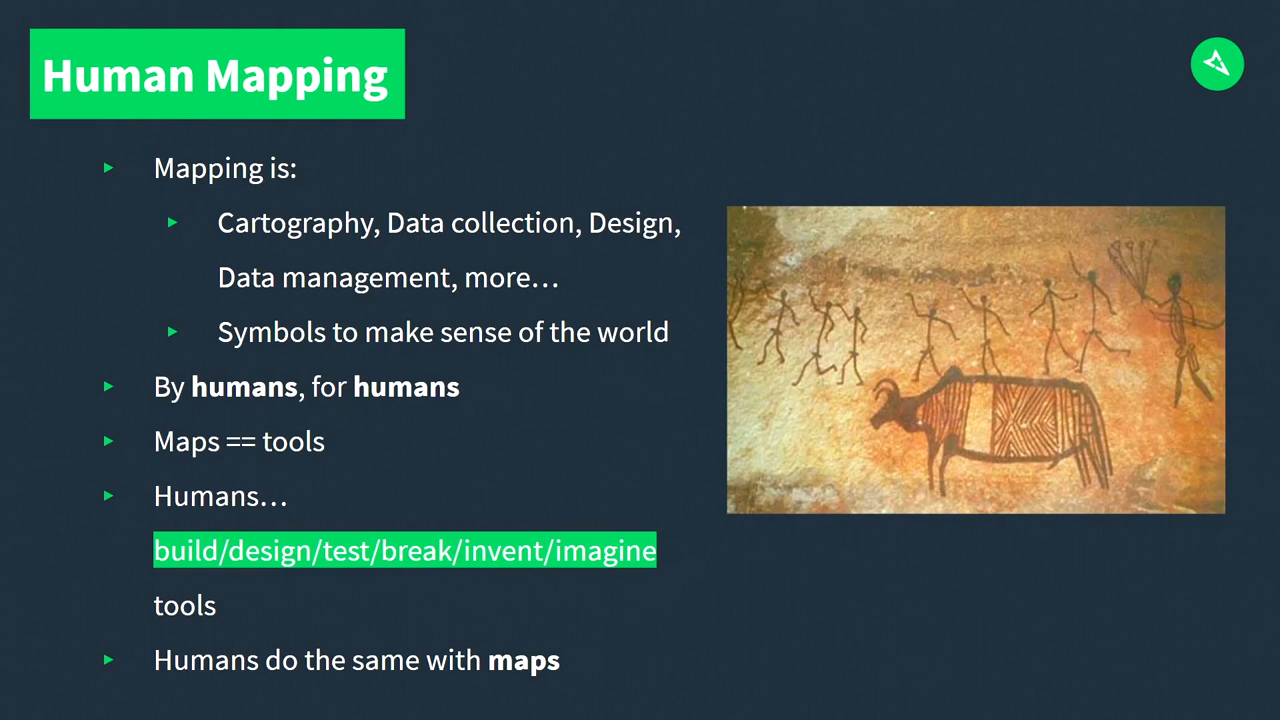 Human Mapping
Mapping is:
Cartography, Data collection, Design,
Data management, more…
Symbols to make sense of the world
By humans, for humans
Maps == tools
Humans…
build/design/test/break/invent/imagine
tools
Humans do the same with maps